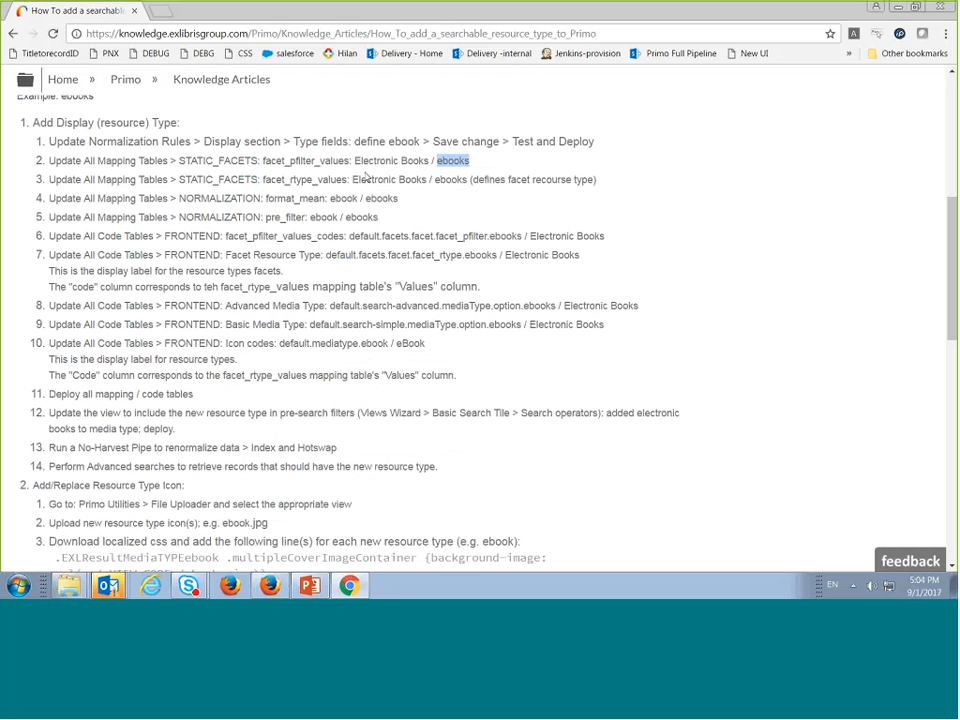 How To add a searchable
https://knowledge.exlibrisgroup.com/Primo/Knowledge_Articles/How_To_add_a_searchable_resource_type_to_Primo
TitletorecordID PNX DEBUG DEBG CSS salesforce Hilan Delivery - Home Delivery -internal Jenkins-provision Primo Full Pipeline New UI » Other bookmarks
Home » Primo » Knowledge Articles
Example: ebooks
1. Add Display (resource) Type:
1. Update Normalization Rules > Display section > Type fields: define ebook > Save change > Test and Deploy
2. Update All Mapping Tables > STATIC_FACETS: facet_pfilter_values: Electronic Books / ebooks
3. Update All Mapping Tables > STATIC_FACETS: facet_rtype_values: Electronic Books / ebooks (defines facet recourse type)
4. Update All Mapping Tables > NORMALIZATION: format_mean: ebook / ebooks
5. Update All Mapping Tables > NORMALIZATION: pre_filter: ebook / ebooks
6. Update All Code Tables > FRONTEND: facet_pfilter_values_codes: default.facets.facet.facet_pfilter.ebooks / Electronic Books
7. Update All Code Tables > FRONTEND: Facet Resource Type: default.facets.facet.facet_rtype.ebooks / Electronic Books
This is the display label for the resource types facets.
The "code" column corresponds to teh facet_rtype_values mapping table's "Values" column.
8. Update All Code Tables > FRONTEND: Advanced Media Type: default.search-advanced.mediaType.option.ebooks / Electronic Books
9. Update All Code Tables > FRONTEND: Basic Media Type: default.search-simple.mediaType.option.ebooks / Electronic Books
10. Update All Code Tables > FRONTEND: Icon codes: default.mediatype.ebook / eBook
This is the display label for resource types.
The "Code" column corresponds to the facet_rtype_values mapping table's "Values" column.
11. Deploy all mapping / code tables
12. Update the view to include the new resource type in pre-search filters (Views Wizard > Basic Search Tile > Search operators): added electronic
books to media type; deploy.
13. Run a No-Harvest Pipe to renormalize data > Index and Hotswap
14. Perform Advanced searches to retrieve records that should have the new resource type.
2. Add/Replace Resource Type Icon:
1. Go to: Primo Utilities > File Uploader and select the appropriate view
2. Upload new resource type icon(s); e.g. ebook.jpg
3. Download localized css and add the following line(s) for each new resource type (e.g. ebook):
.EXLResultMediaTYPEebook .multipleCoverImageContainer {background-image:
feedback
EN 5:04 PM
9/1/2017